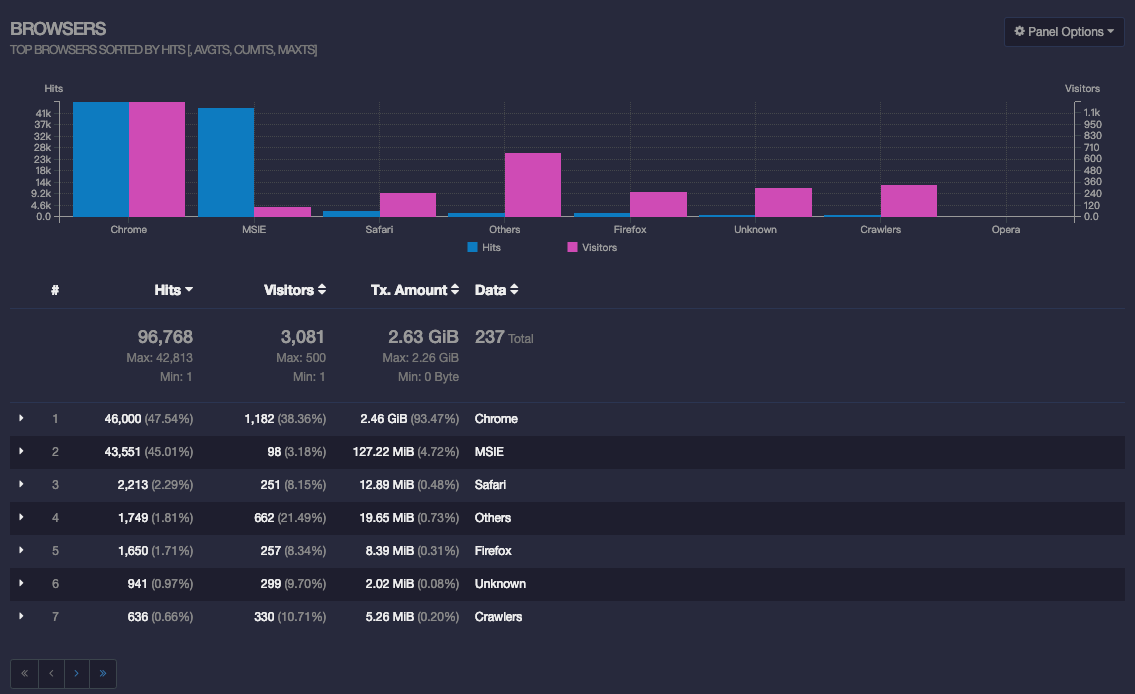 BROWSERS
TOP BROWSERS SORTED BY HITS [, AVGTS, CUMTS, MAXTS]
Panel Options
Hits Visitors
41k 1.1k
37k 950
32k 830
28k 710
23k 600
18k 480
14k 360
9.2k 240
4.6k 120
0.0 0.0
Chrome MSIE Safari Others Firefox Unknown Crawlers Opera
Hits Visitors
# Hits Visitors Tx. Amount Data
96,768 3,081 2.63 GiB 237 Total
Max: 42,813 Max: 500 Max: 2.26 GiB
Min: 1 Min: 1 Min: 0 Byte
1 46,000 (47.54%) 1,182 (38.36%) 2.46 GiB (93.47%) Chrome
2 43,551 (45.01%) 98 (3.18%) 127.22 MiB (4.72%) MSIE
3 2,213 (2.29%) 251 (8.15%) 12.89 MiB (0.48%) Safari
4 1,749 (1.81%) 662 (21.49%) 19.65 MiB (0.73%) Others
5 1,650 (1.71%) 257 (8.34%) 8.39 MiB (0.31%) Firefox
6 941 (0.97%) 299 (9.70%) 2.02 MiB (0.08%) Unknown
7 636 (0.66%) 330 (10.71%) 5.26 MiB (0.20%) Crawlers
« ‹ › »